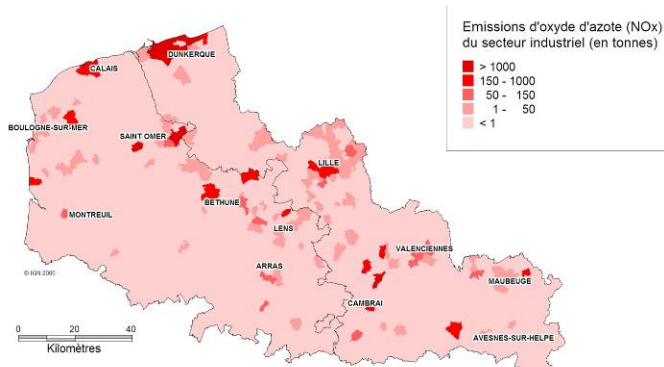 Emissions d'oxyde d'azote (NOx)
du secteur industriel (en tonnes)
> 1000
150 - 1000
50 - 150
1 - 50
< 1
DUNKERQUE
CALAIS
BOULOGNE-SUR-MER
SAINT OMER
LILLE
BETHUNE
MONTREUIL
LENS
ARRAS
VALENCIENNES
MAUBEUGE
CAMBRAI
AVESNES-SUR-HELPE
© IGN 2005
0 20 40
Kilomètres